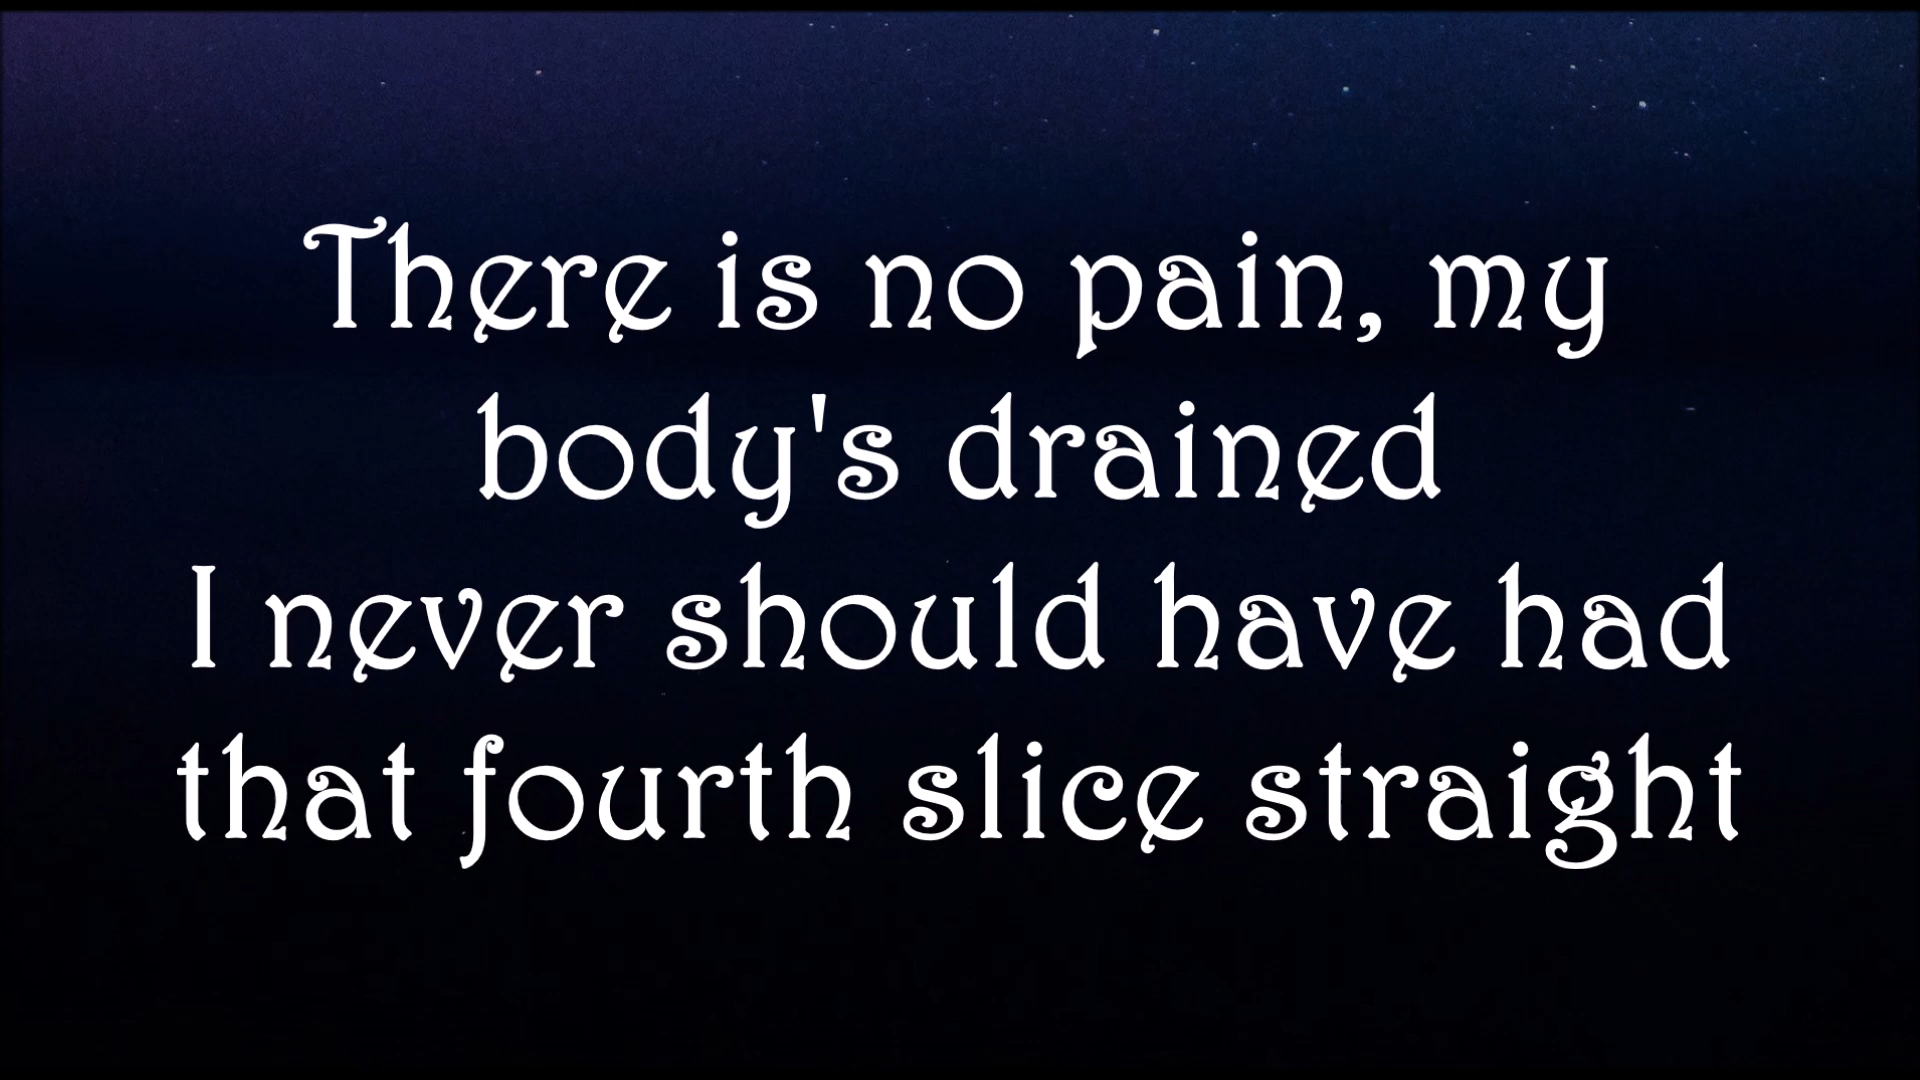 There is no pain, my
body's drained
I never should have had
that fourth slice straight